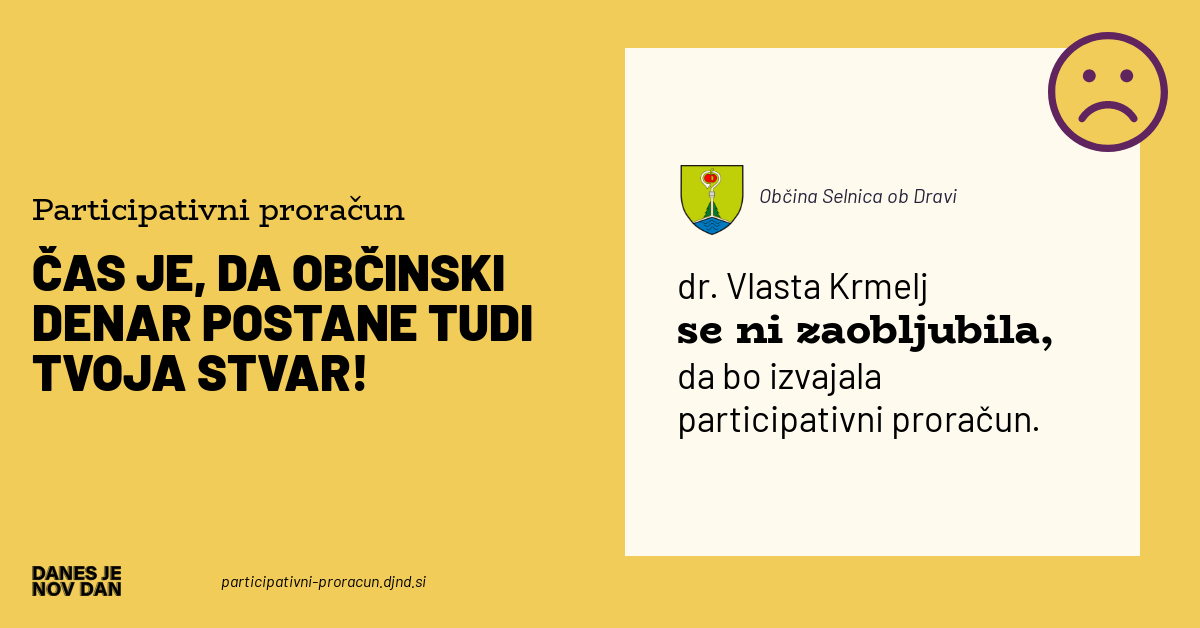 Participativni proračun
ČAS JE, DA OBČINSKI
DENAR POSTANE TUDI
TVOJA STVAR!
Občina Selnica ob Dravi
dr. Vlasta Krmelj
se ni zaobljubila,
da bo izvajala
participativni proračun.
DANES JE
NOV DAN
participativni-proracun.djnd.si